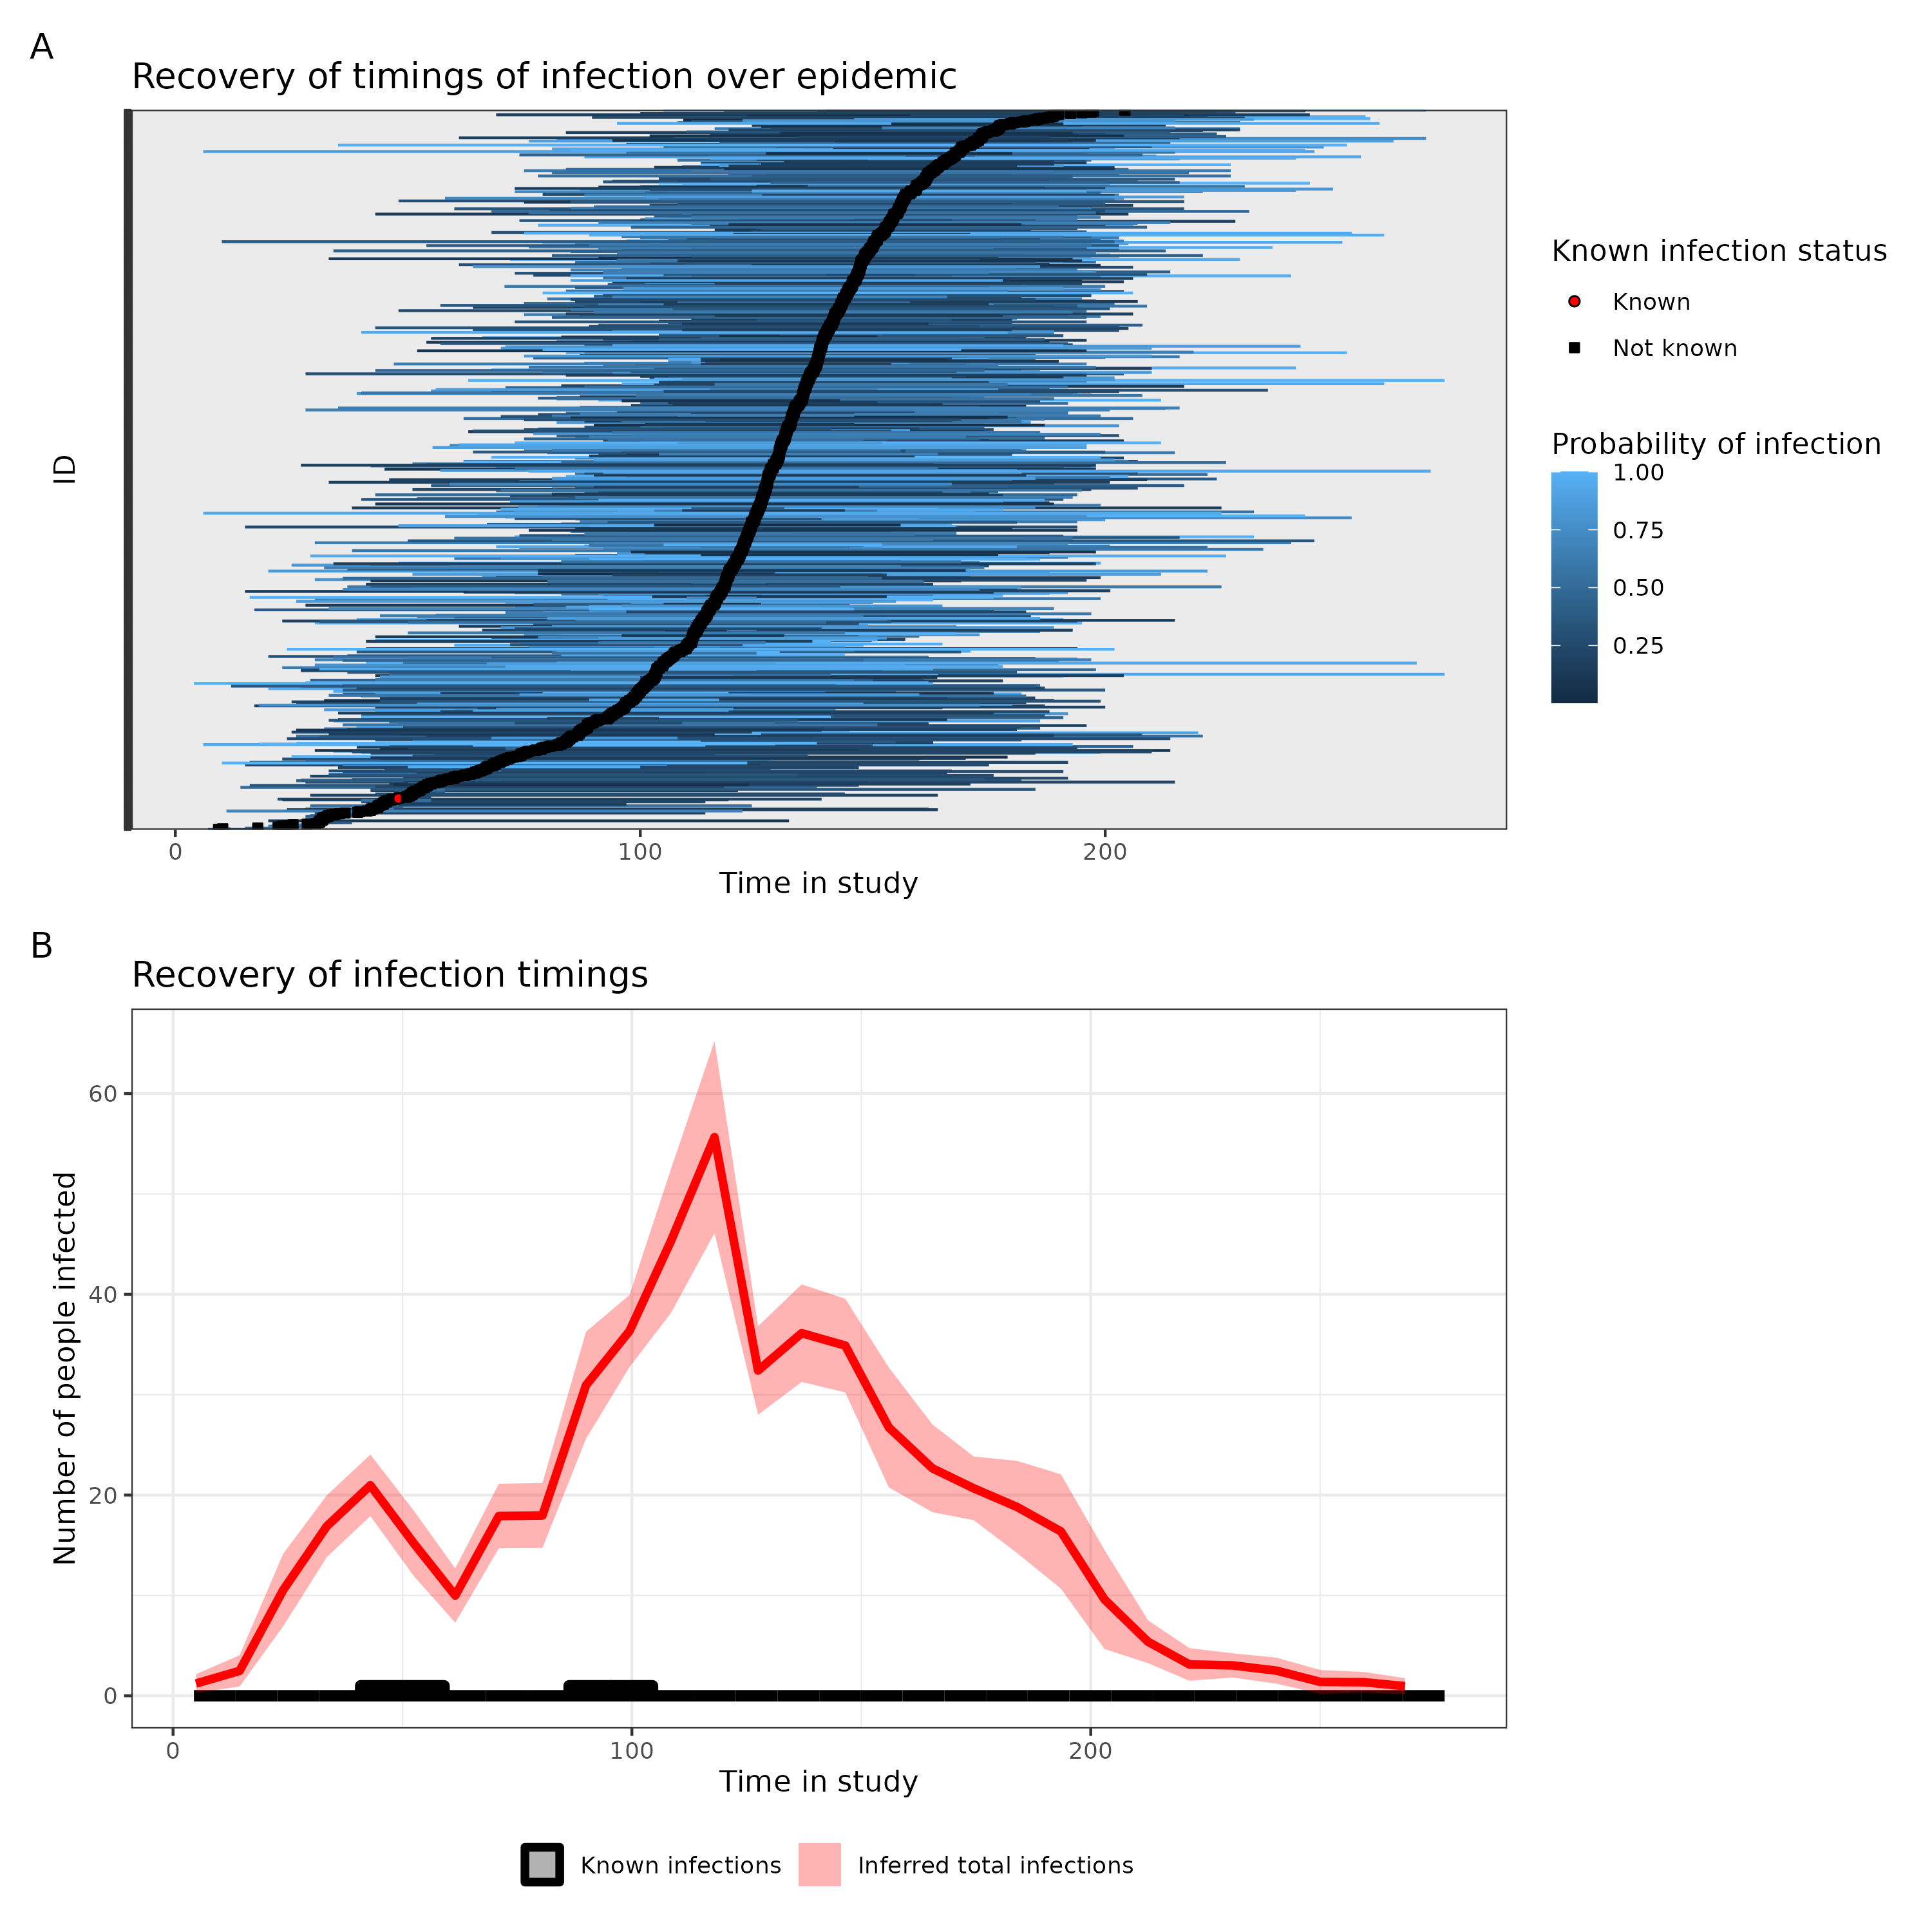 A
Recovery of timings of infection over epidemic
ID
0 100 200
Time in study
Known infection status
Known
Not known
Probability of infection
1.00
0.75
0.50
0.25
B
Recovery of infection timings
Number of people infected
60
40
20
0
0 100 200
Time in study
Known infections Inferred total infections